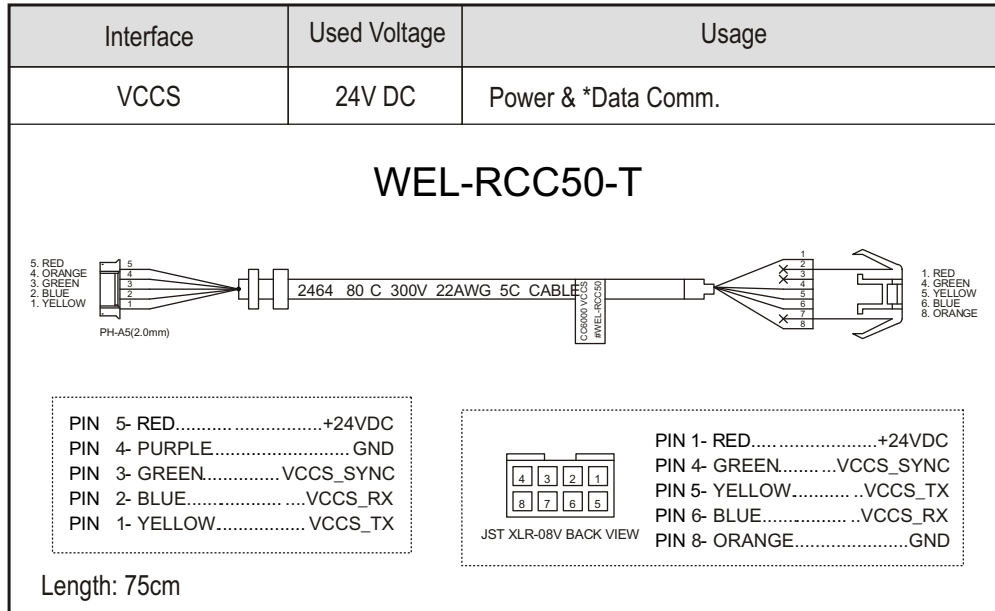 Interface Used Voltage Usage
VCCS 24V DC Power & *Data Comm.
WEL-RCC50-T
5. RED
4. ORANGE
3. GREEN
2. BLUE
1. YELLOW
5
4
3
2
1
PH-A5(2.0mm)
2464 80 C 300V 22AWG 5C CABLE
CC6000 VCCS
#WEL-RCC50
1
2
3
4
5
6
7
8
1. RED
4. GREEN
5. YELLOW
6. BLUE
8. ORANGE
PIN 5- RED..................................+24VDC
PIN 4- PURPLE.........................GND
PIN 3- GREEN...............VCCS_SYNC
PIN 2- BLUE.....................VCCS_RX
PIN 1- YELLOW.................VCCS_TX
4 3 2 1
8 7 6 5
JST XLR-08V BACK VIEW
PIN 1- RED.........................+24VDC
PIN 4- GREEN...........VCCS_SYNC
PIN 5- YELLOW.............VCCS_TX
PIN 6- BLUE..................VCCS_RX
PIN 8- ORANGE......................GND
Length: 75cm